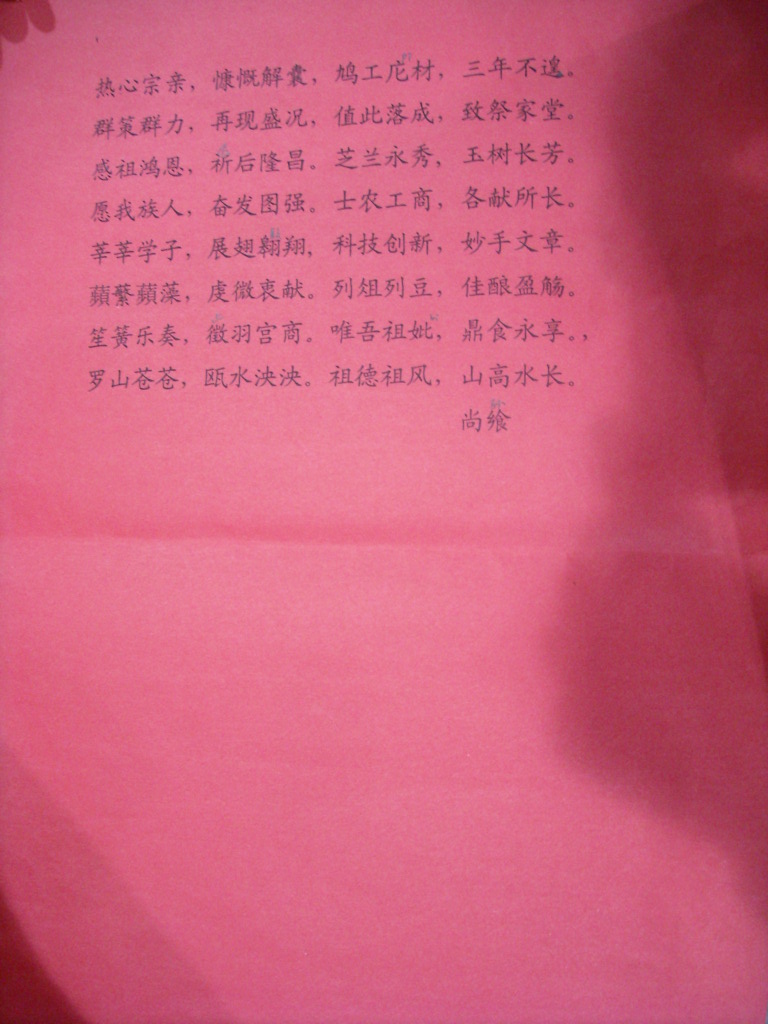 热心宗亲，慷慨解囊，鸠工庀材，三年不遑。
群策群力，再现盛况，值此落成，致祭家堂。
感祖鸿恩，祈后隆昌。芝兰永秀，玉树长芳。
愿我族人，奋发图强。士农工商，各献所长。
莘莘学子，展翅翱翔，科技创新，妙手文章。
蘋繁蘋藻，虔微衷献。列俎列豆，佳酿盈觞。
笙簧乐奏，徵羽宫商。唯吾祖妣，鼎食永享。，
罗山苍苍，瓯水泱泱。祖德祖风，山高水长。
尚飨